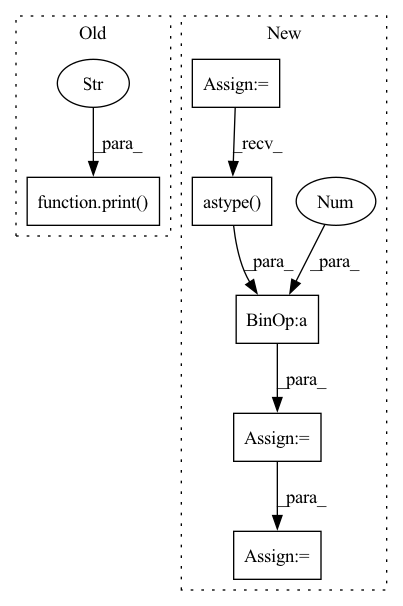 Old
New
Str
Assign:=
_para_
_recv_
function.print()
astype()
Num
_para_
_para_
BinOp:a
_para_
Assign:=
_para_
Assign:=